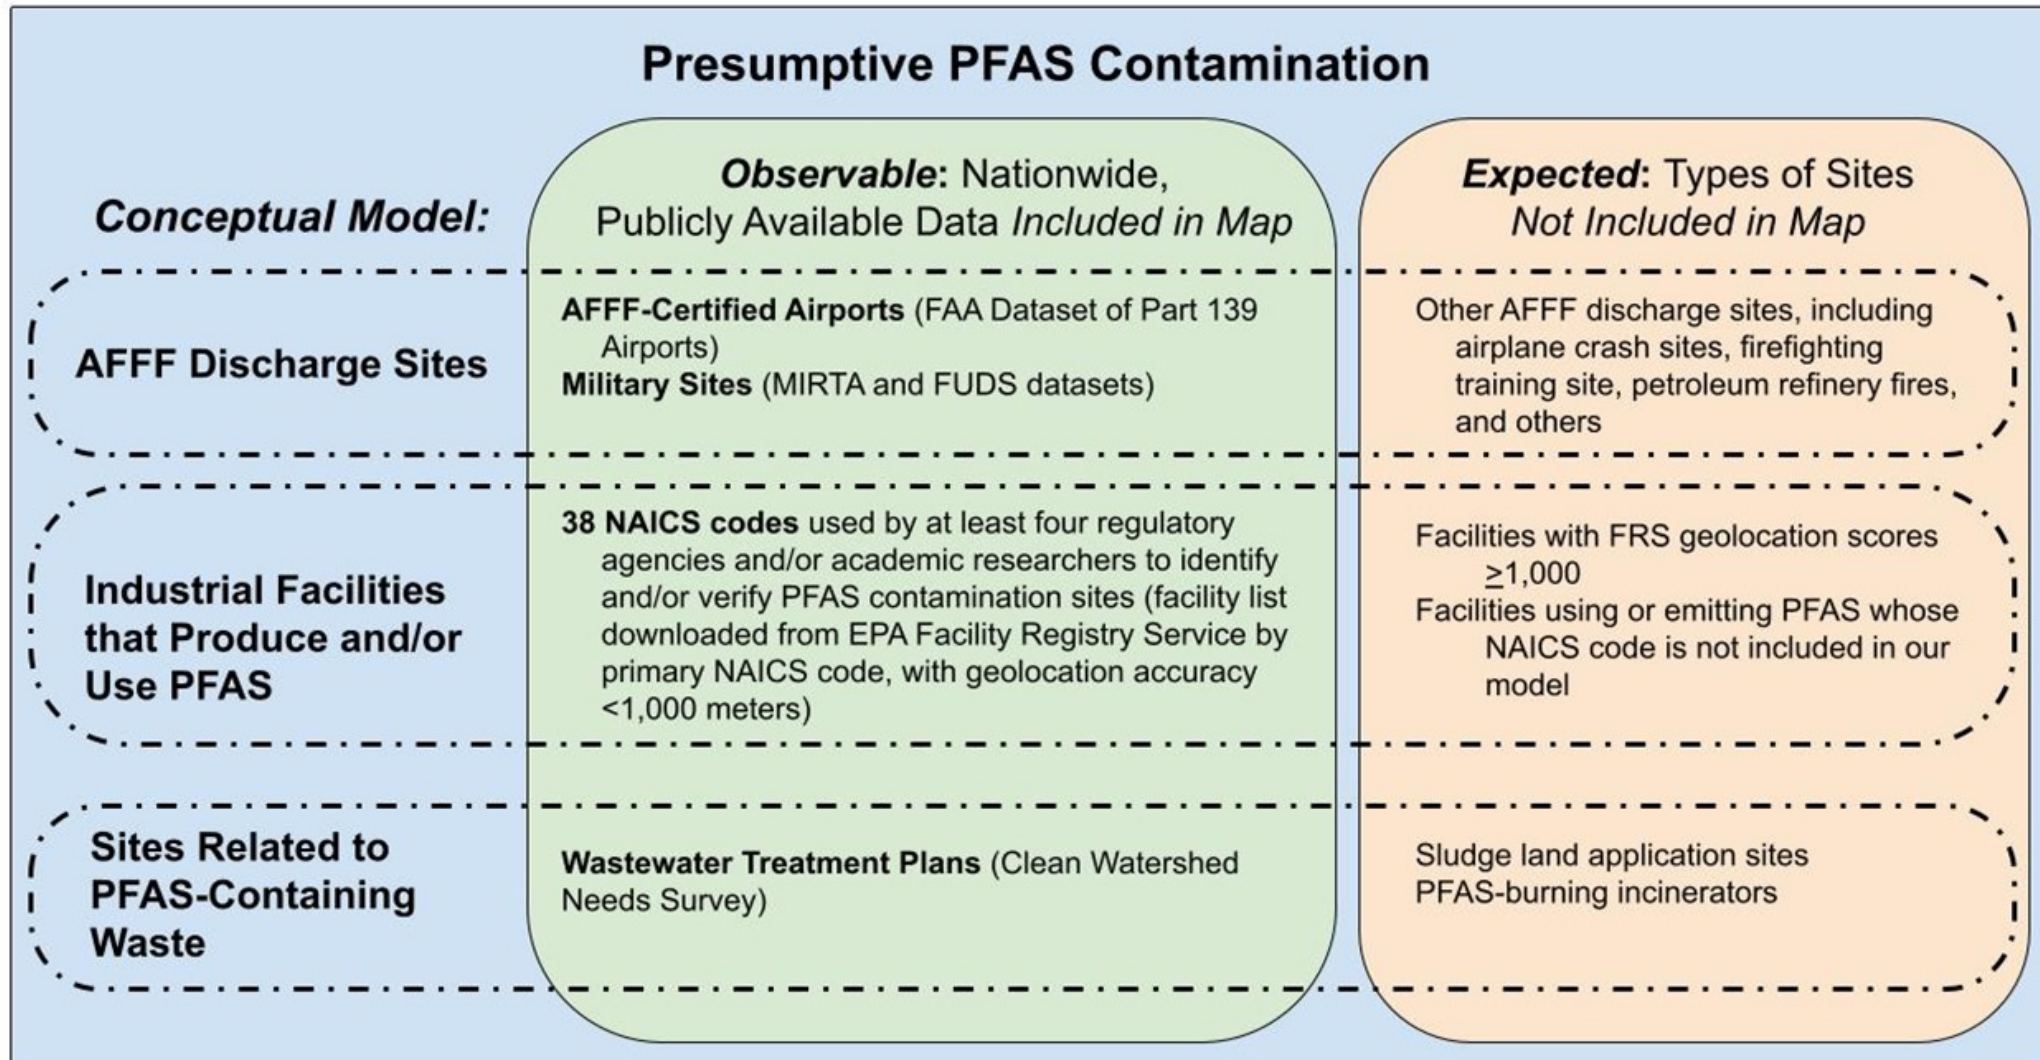 Presumptive PFAS Contamination
Conceptual Model:
Observable: Nationwide,
Publicly Available Data Included in Map
Expected: Types of Sites
Not Included in Map
AFFF Discharge Sites
AFFF-Certified Airports (FAA Dataset of Part 139
Airports)
Military Sites (MIRTA and FUDS datasets)
Other AFFF discharge sites, including
airplane crash sites, firefighting
training site, petroleum refinery fires,
and others
Industrial Facilities
that Produce and/or
Use PFAS
38 NAICS codes used by at least four regulatory
agencies and/or academic researchers to identify
and/or verify PFAS contamination sites (facility list
downloaded from EPA Facility Registry Service by
primary NAICS code, with geolocation accuracy
<1,000 meters)
Facilities with FRS geolocation scores
≥1,000
Facilities using or emitting PFAS whose
NAICS code is not included in our
model
Sites Related to
PFAS-Containing
Waste
Wastewater Treatment Plans (Clean Watershed
Needs Survey)
Sludge land application sites
PFAS-burning incinerators